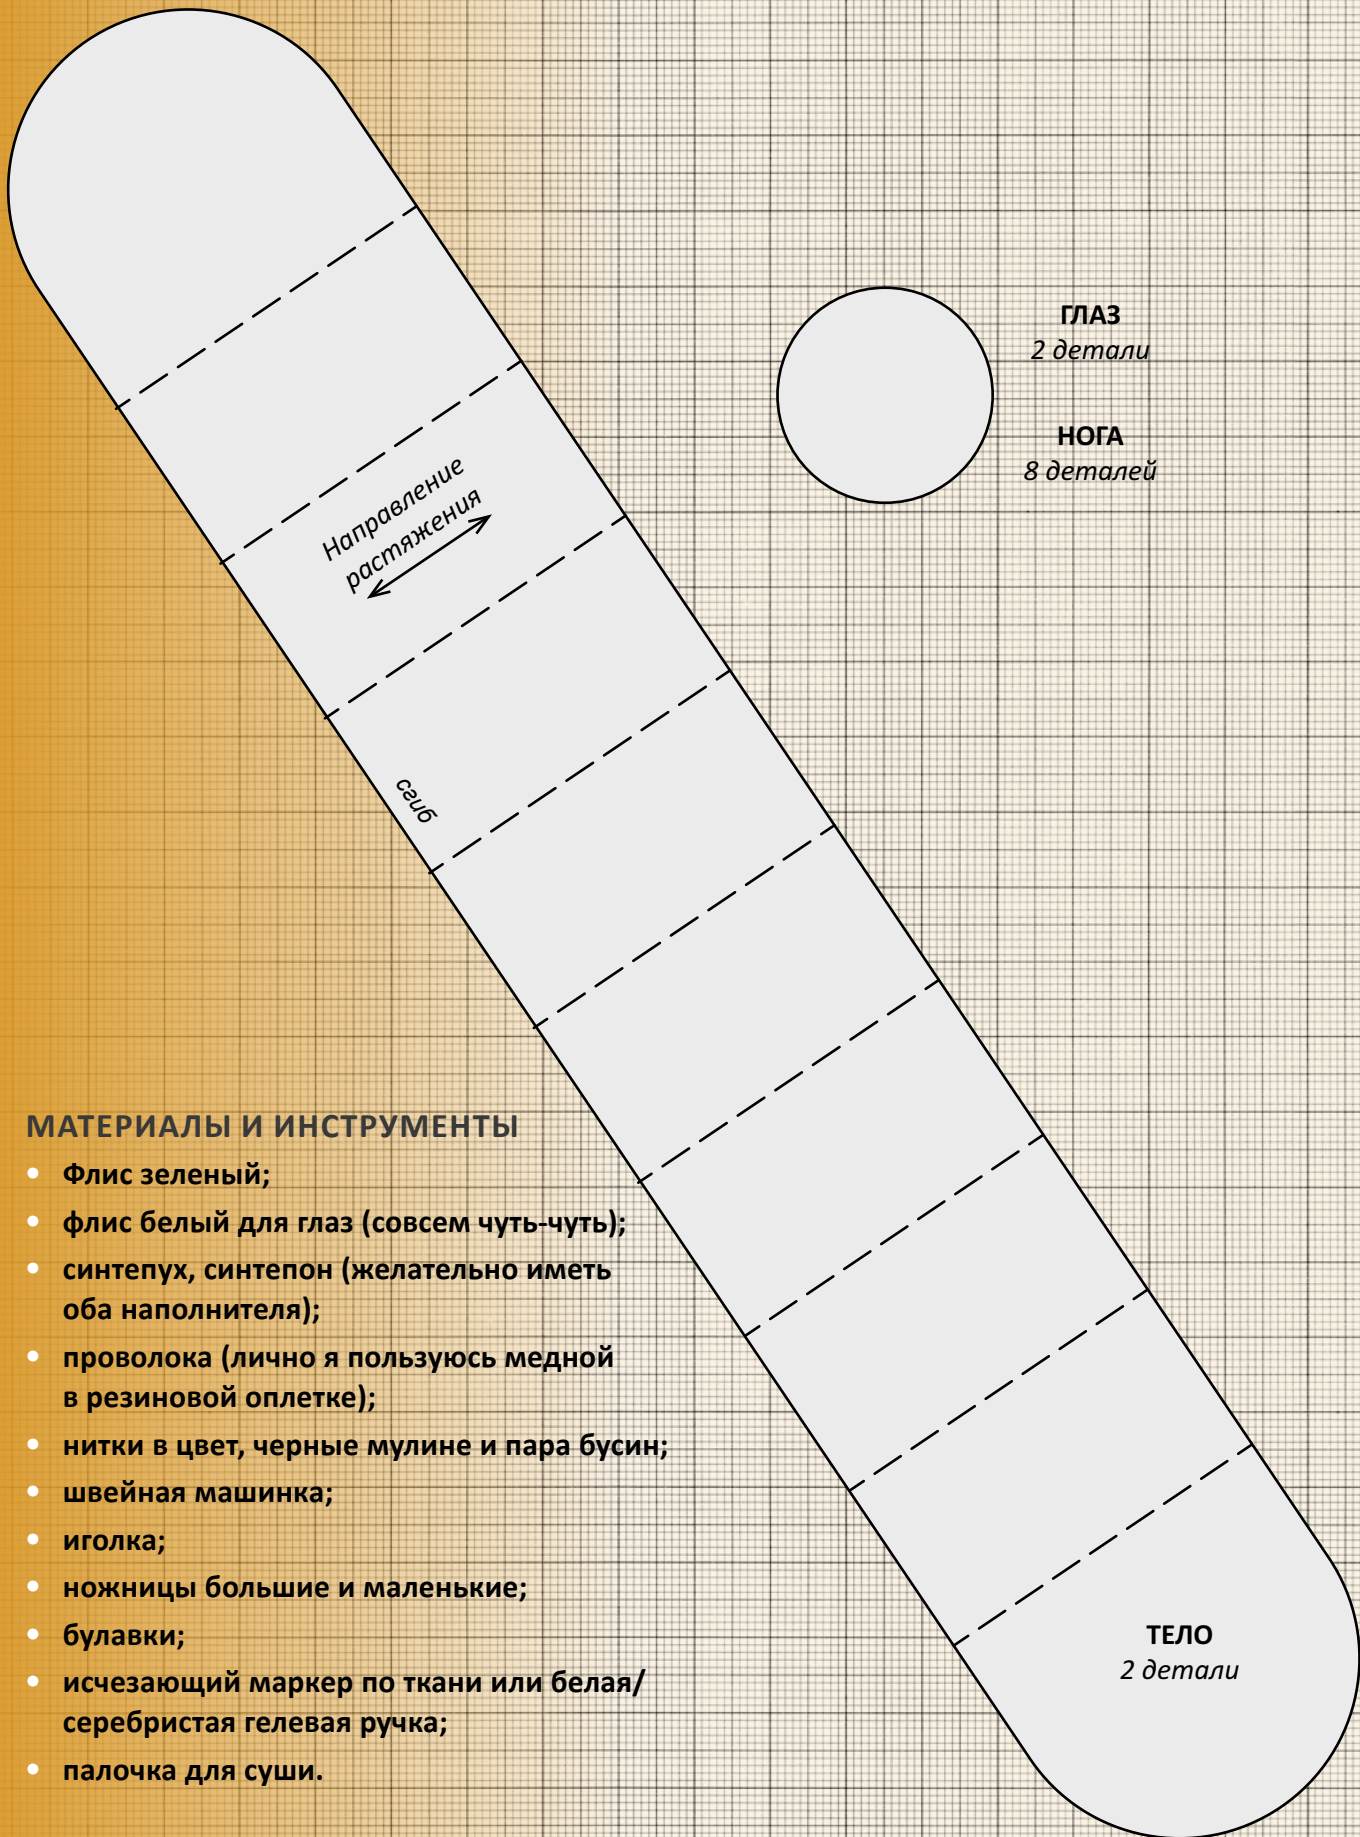 ГЛАЗ
2 детали
НОГА
8 деталей
Направление
растяжения
сгиб
МАТЕРИАЛЫ И ИНСТРУМЕНТЫ
• Флис зеленый;
• флис белый для глаз (совсем чуть-чуть);
• синтепух, синтепон (желательно иметь
оба наполнителя);
• проволока (лично я пользуюсь медной
в резиновой оплетке);
• нитки в цвет, черные мулине и пара бусин;
• швейная машинка;
• иголка;
• ножницы большие и маленькие;
• булавки;
• исчезающий маркер по ткани или белая/
серебристая гелевая ручка;
• палочка для суши.
ТЕЛО
2 детали